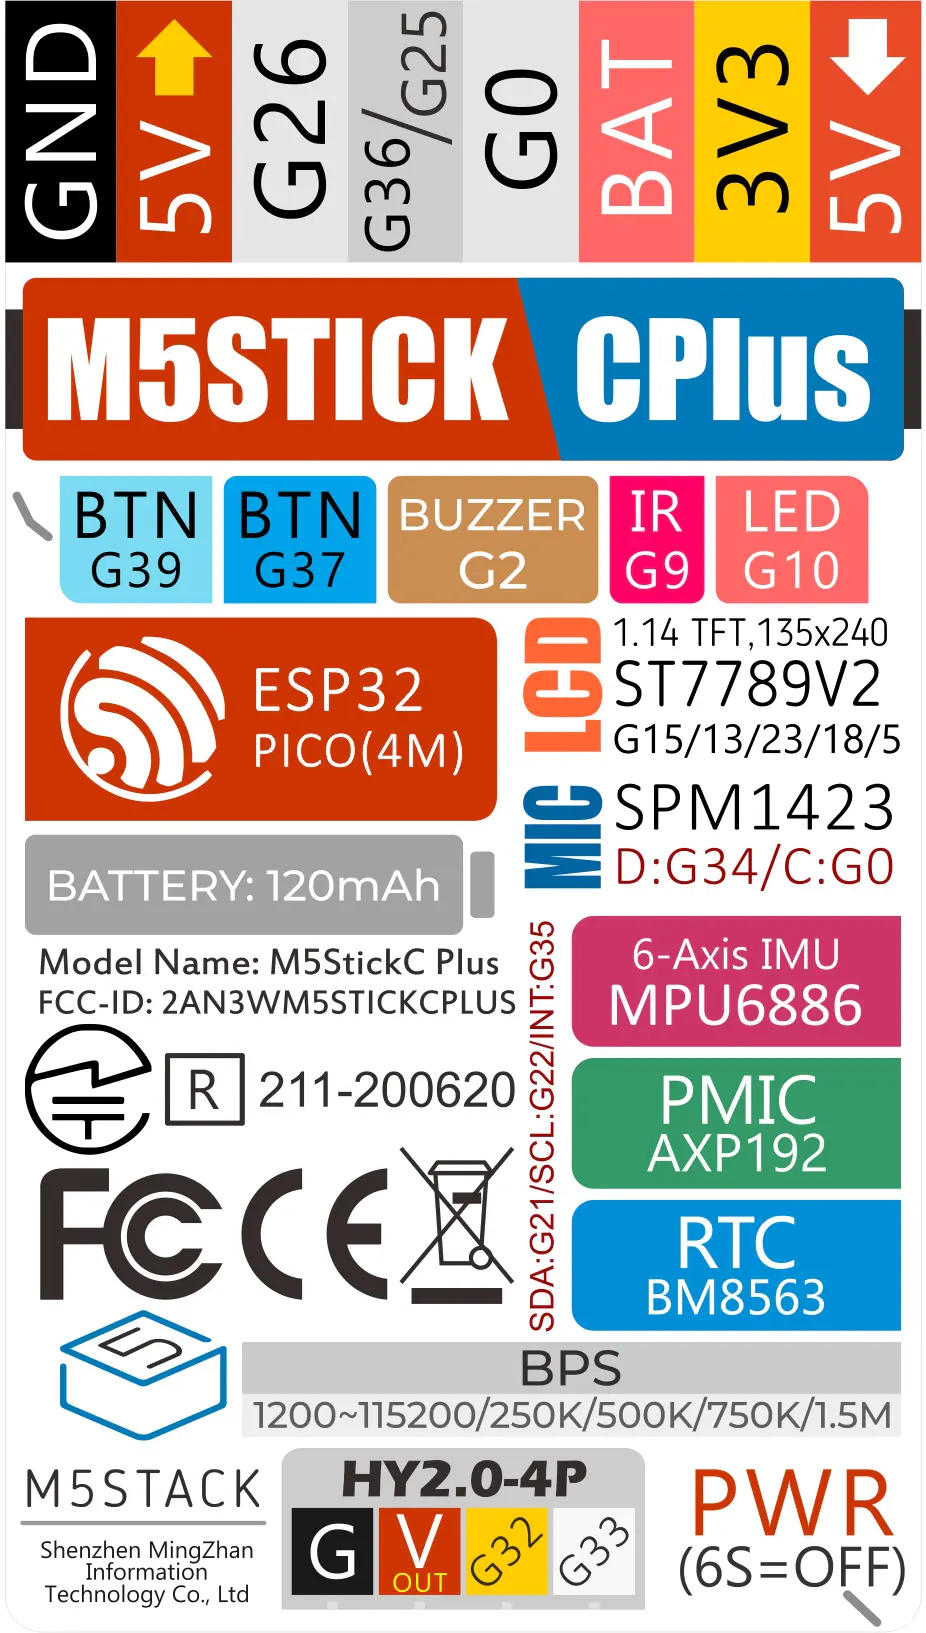 GND
5V
G26
G36/G25
G0
BAT
3V3
5V
M5STICK CPlus
BTN
G39
BTN
G37
BUZZER
G2
IR
G9
LED
G10
ESP32
PICO(4M)
LCD
1.14 TFT,135x240
ST7789V2
G15/13/23/18/5
MIC
SPM1423
D:G34/C:G0
BATTERY: 120mAh
Model Name: M5StickC Plus
FCC-ID: 2AN3WM5STICKCPLUS
R 211-200620
FC CE
SDA:G21/SCL:G22/INT:G35
6-Axis IMU
MPU6886
PMIC
AXP192
RTC
BM8563
5
BPS
1200~115200/250K/500K/750K/1.5M
M5STACK
Shenzhen MingZhan
Information
Technology Co., Ltd
HY2.0-4P
G
V
OUT
G32
G33
PWR
(6S=OFF)